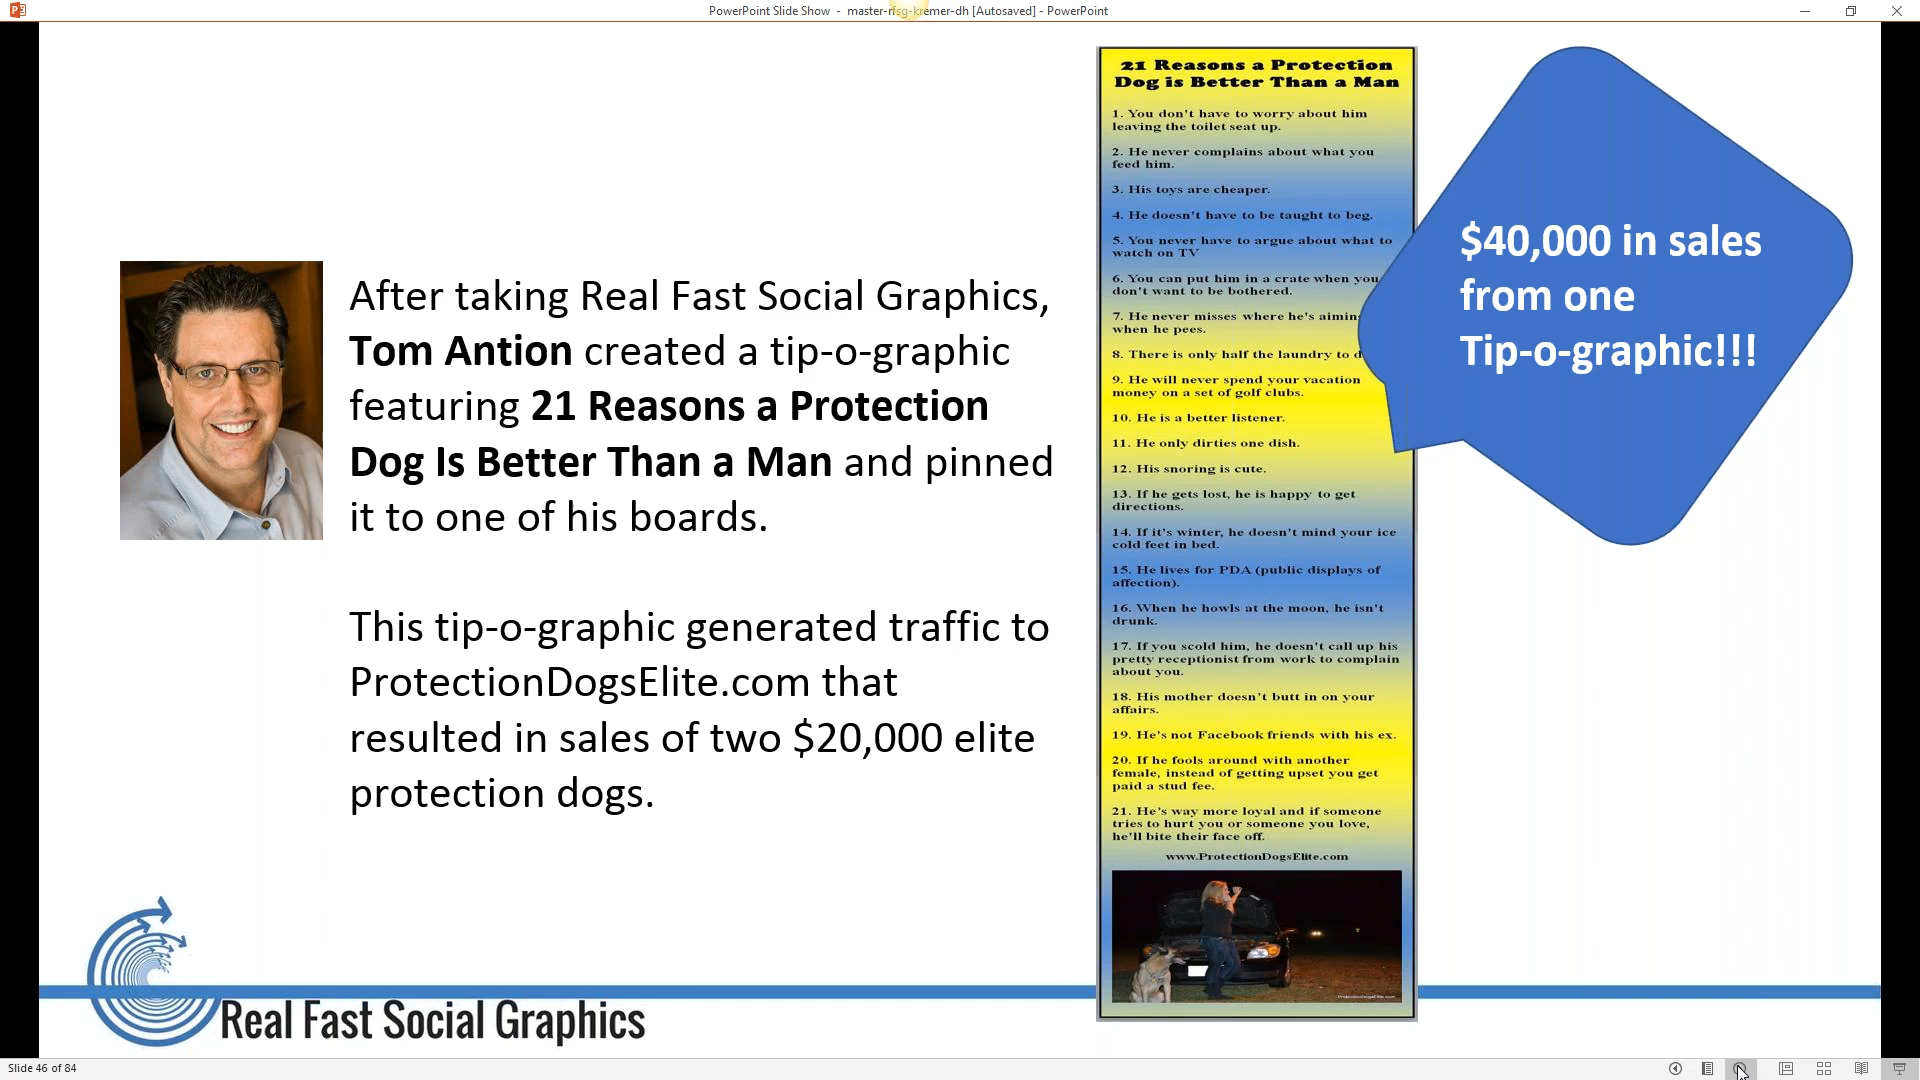 PowerPoint Slide Show - master-rfsg-kremer-dh [Autosaved] - PowerPoint
After taking Real Fast Social Graphics,
Tom Antion created a tip-o-graphic
featuring 21 Reasons a Protection
Dog Is Better Than a Man and pinned
it to one of his boards.
This tip-o-graphic generated traffic to
ProtectionDogsElite.com that
resulted in sales of two $20,000 elite
protection dogs.
21 Reasons a Protection
Dog is Better Than a Man
1. You don't have to worry about him
leaving the toilet seat up.
2. He never complains about what you
feed him.
3. His toys are cheaper.
4. He doesn't have to be taught to beg.
5. You never have to argue about what to
watch on TV
6. You can put him in a crate when you
don't want to be bothered.
7. He never misses where he's aiming
when he pees.
8. There is only half the laundry to d
9. He will never spend your vacation
money on a set of golf clubs.
10. He is a better listener.
11. He only dirties one dish.
12. His snoring is cute.
13. If he gets lost, he is happy to get
directions.
14. If it's winter, he doesn't mind your ice
cold feet in bed.
15. He lives for PDA (public displays of
affection).
16. When he howls at the moon, he isn't
drunk.
17. If you scold him, he doesn't call up his
pretty receptionist from work to complain
about you.
18. His mother doesn't butt in on your
affairs.
19. He's not Facebook friends with his ex.
20. If he fools around with another
female, instead of getting upset you get
paid a stud fee.
21. He's way more loyal and if someone
tries to hurt you or someone you love,
he'll bite their face off.
www.ProtectionDogsElite.com
ProtectionDogsElite.com
$40,000 in sales
from one
Tip-o-graphic!!!
Real Fast Social Graphics
Slide 46 of 84